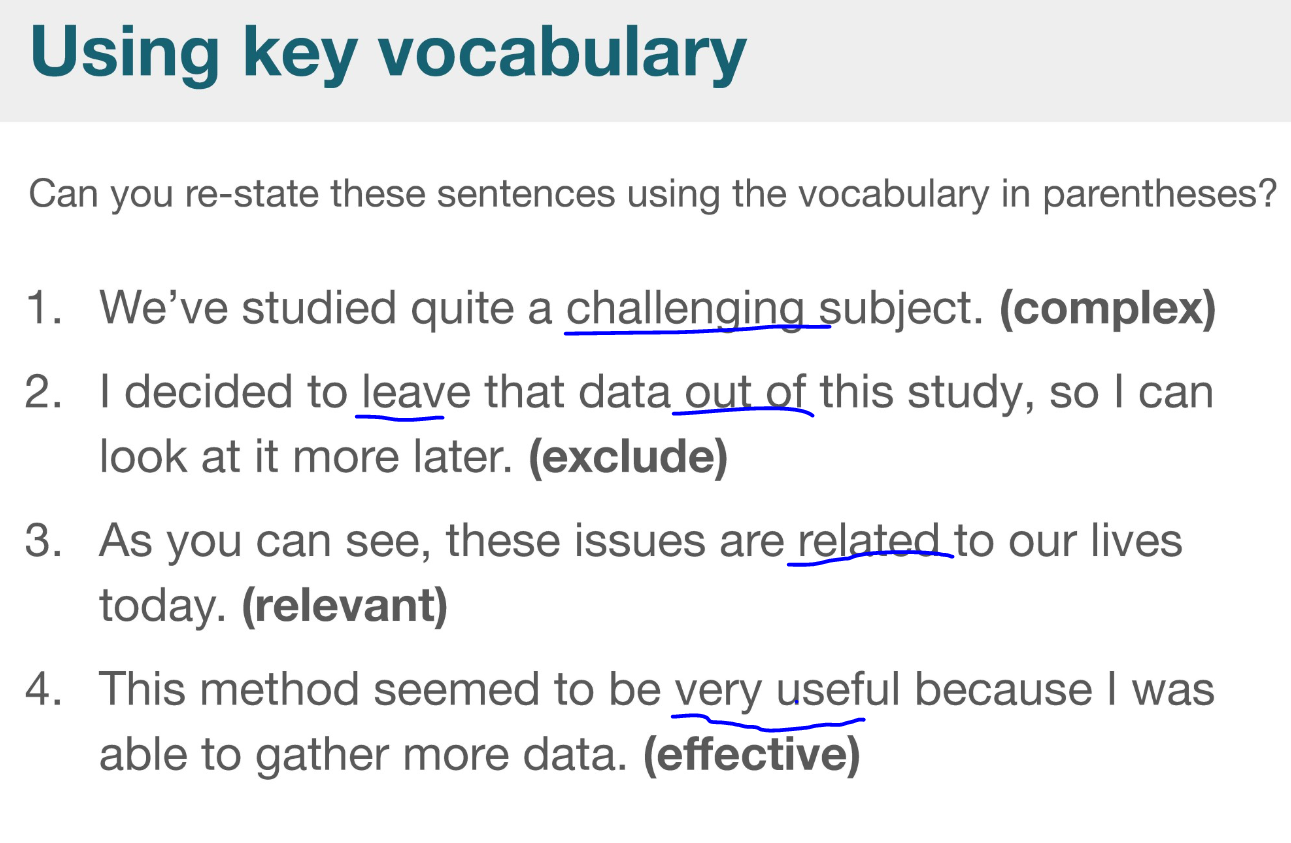 Using key vocabulary
Can you re-state these sentences using the vocabulary in parentheses?
1. We’ve studied quite a challenging subject. (complex)
2. I decided to leave that data out of this study, so I can
look at it more later. (exclude)
3. As you can see, these issues are related to our lives
today. (relevant)
4. This method seemed to be very useful because I was
able to gather more data. (effective)